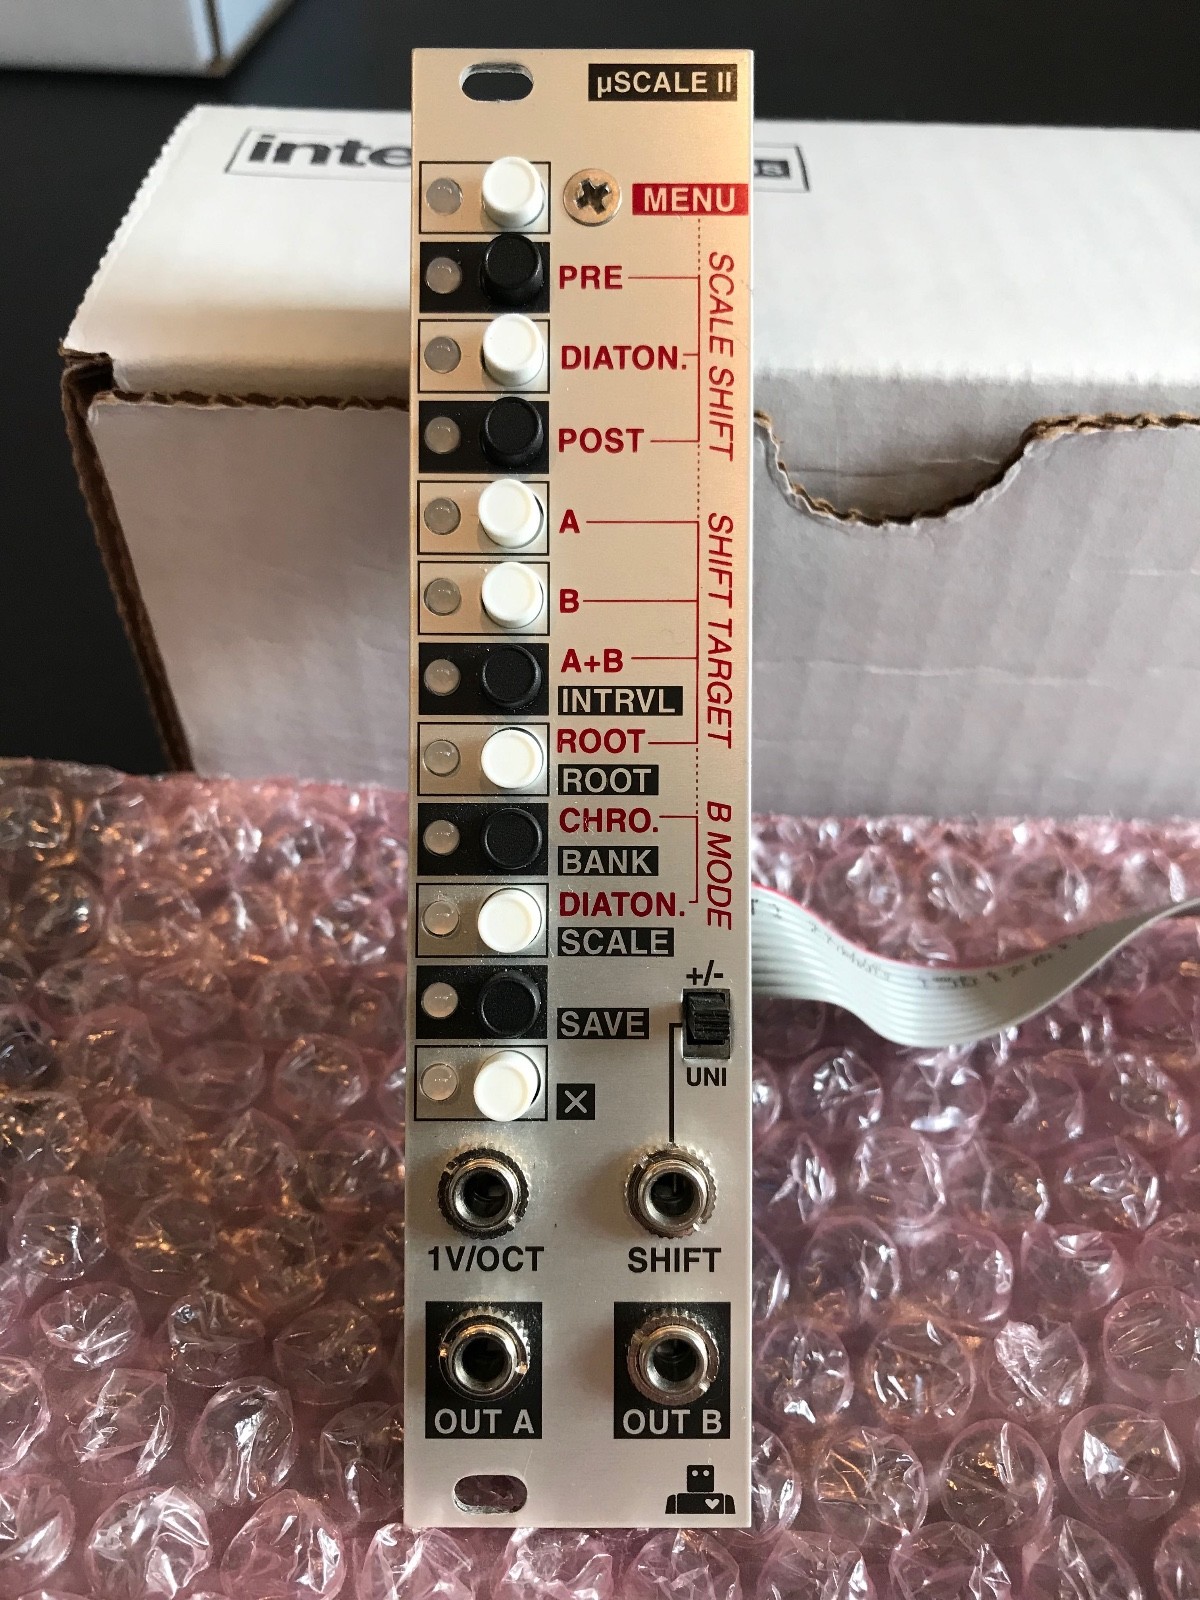 µSCALE II
inte
MENU
SCALE SHIFT
PRE
DIATON.
POST
SHIFT TARGET
A
B
A+B
INTRVL
ROOT
ROOT
B MODE
CHRO.
BANK
DIATON.
SCALE
+/-
SAVE
UNI
X
1V/OCT
SHIFT
OUT A
OUT B